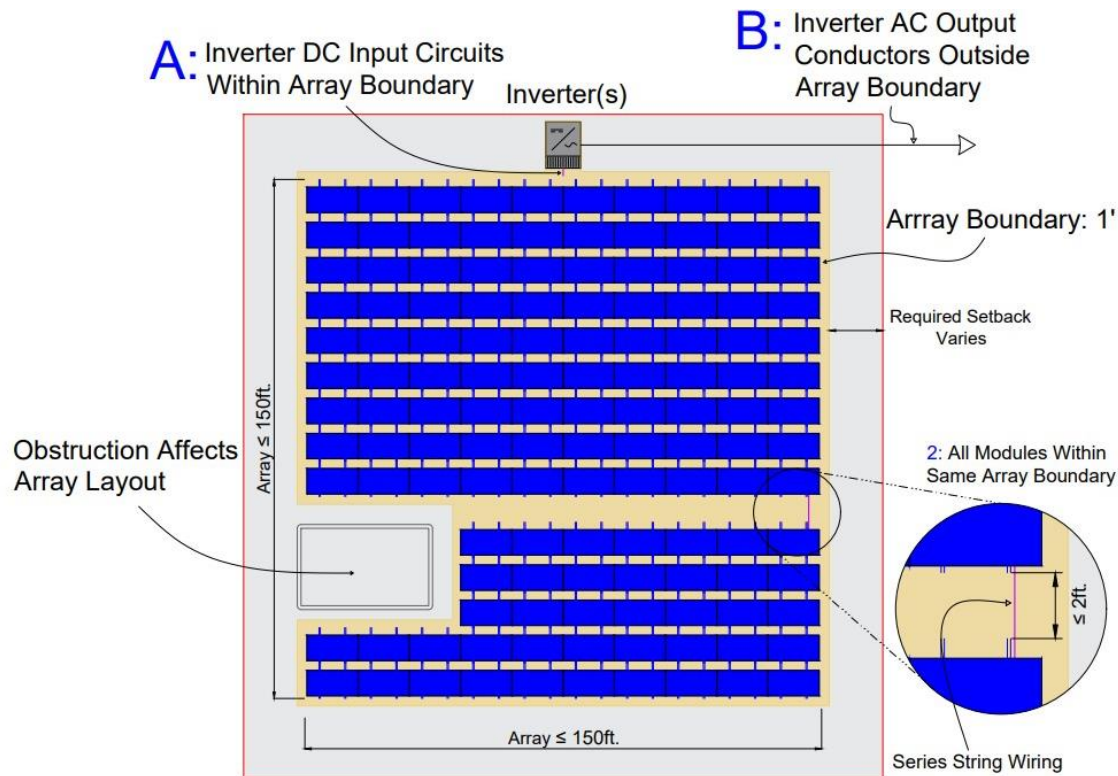 A: Inverter DC Input Circuits
Within Array Boundary
Inverter(s)
B: Inverter AC Output
Conductors Outside
Array Boundary
Arrray Boundary: 1'
Required Setback
Varies
Array ≤ 150ft.
Obstruction Affects
Array Layout
2: All Modules Within
Same Array Boundary
≤ 2ft.
Array ≤ 150ft.
Series String Wiring